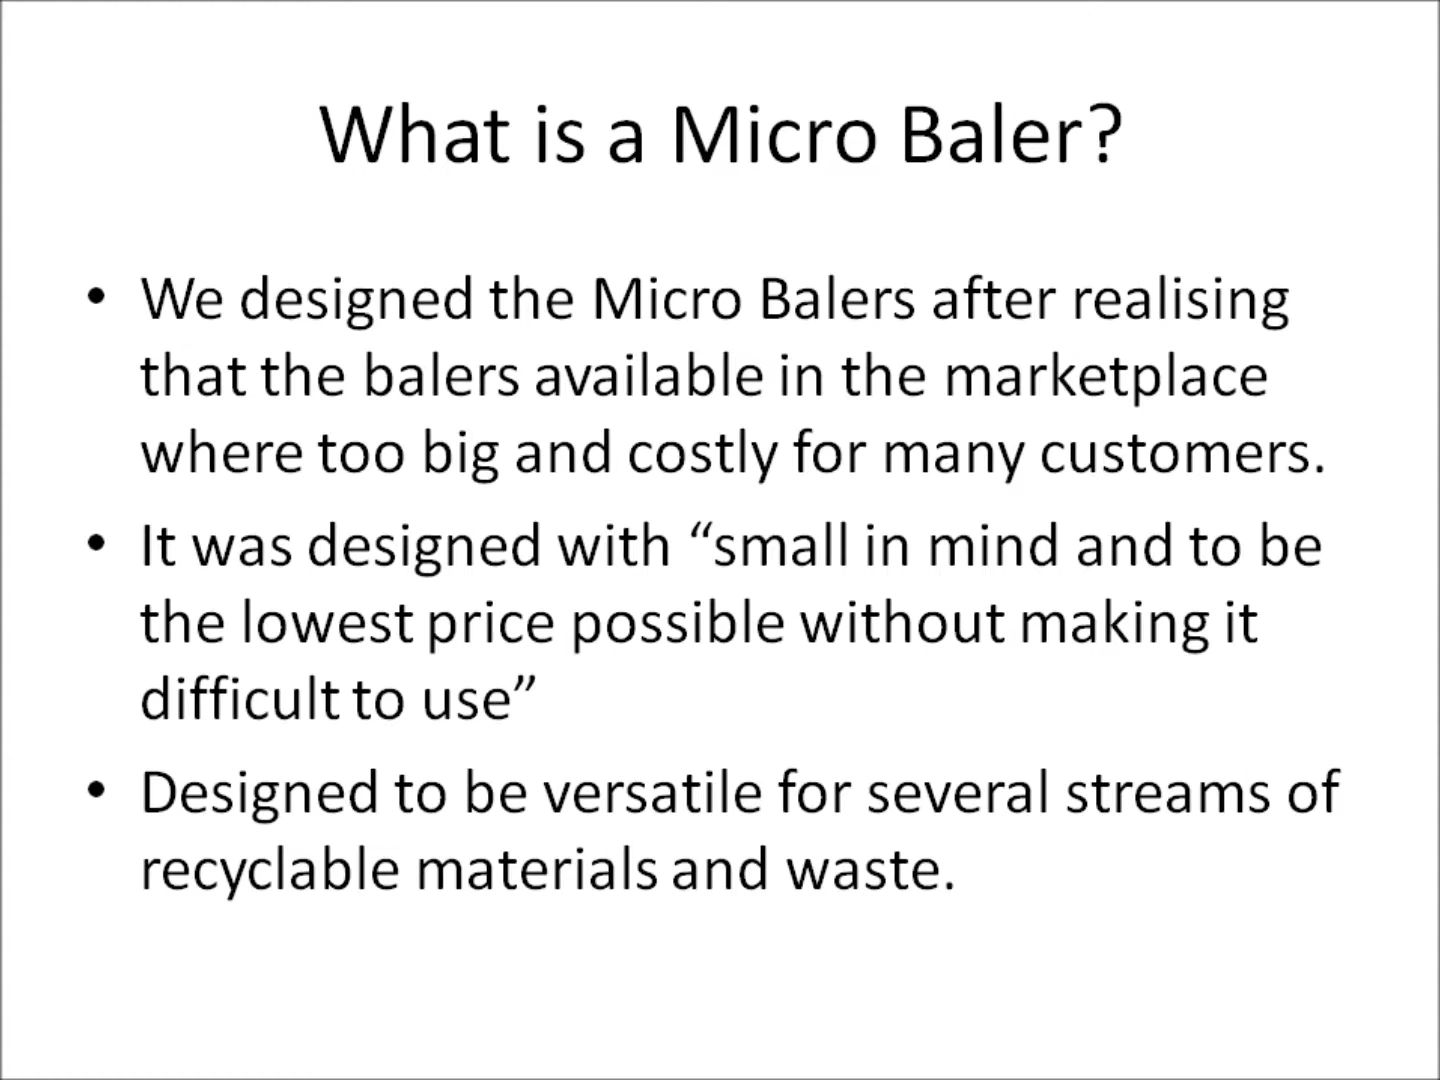 What is a Micro Baler?
• We designed the Micro Balers after realising
that the balers available in the marketplace
where too big and costly for many customers.
• It was designed with “small in mind and to be
the lowest price possible without making it
difficult to use”
• Designed to be versatile for several streams of
recyclable materials and waste.